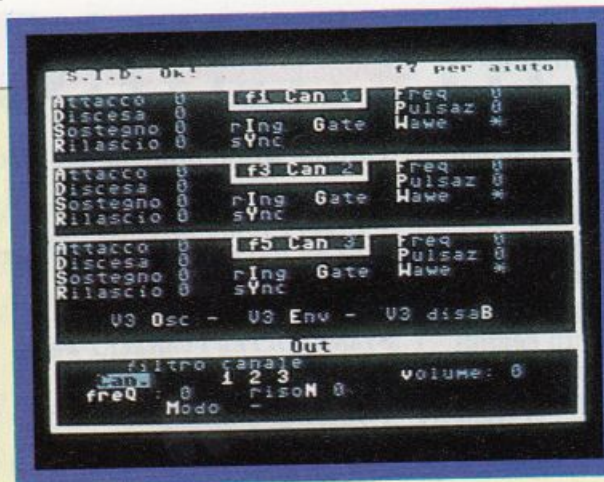 S.I.D. Ok! f7 per aiuto
Attacco 0 f1 Can 1 Freq 0
Discesa 0 Pulsaz 0
Sostegno 0 rIng Gate Wawe *
Rilascio 0 sYnc
Attacco 0 f3 Can 2 Freq 0
Discesa 0 Pulsaz 0
Sostegno 0 rIng Gate Wawe *
Rilascio 0 sYnc
Attacco 0 f5 Can 3 Freq 0
Discesa 0 Pulsaz 0
Sostegno 0 rIng Gate Wawe *
Rilascio 0 sYnc
V3 Osc - V3 Env - V3 disaB
Out
filtro canale
Can. 1 2 3 Volume: 0
freQ : 0 risoN 0
Modo -